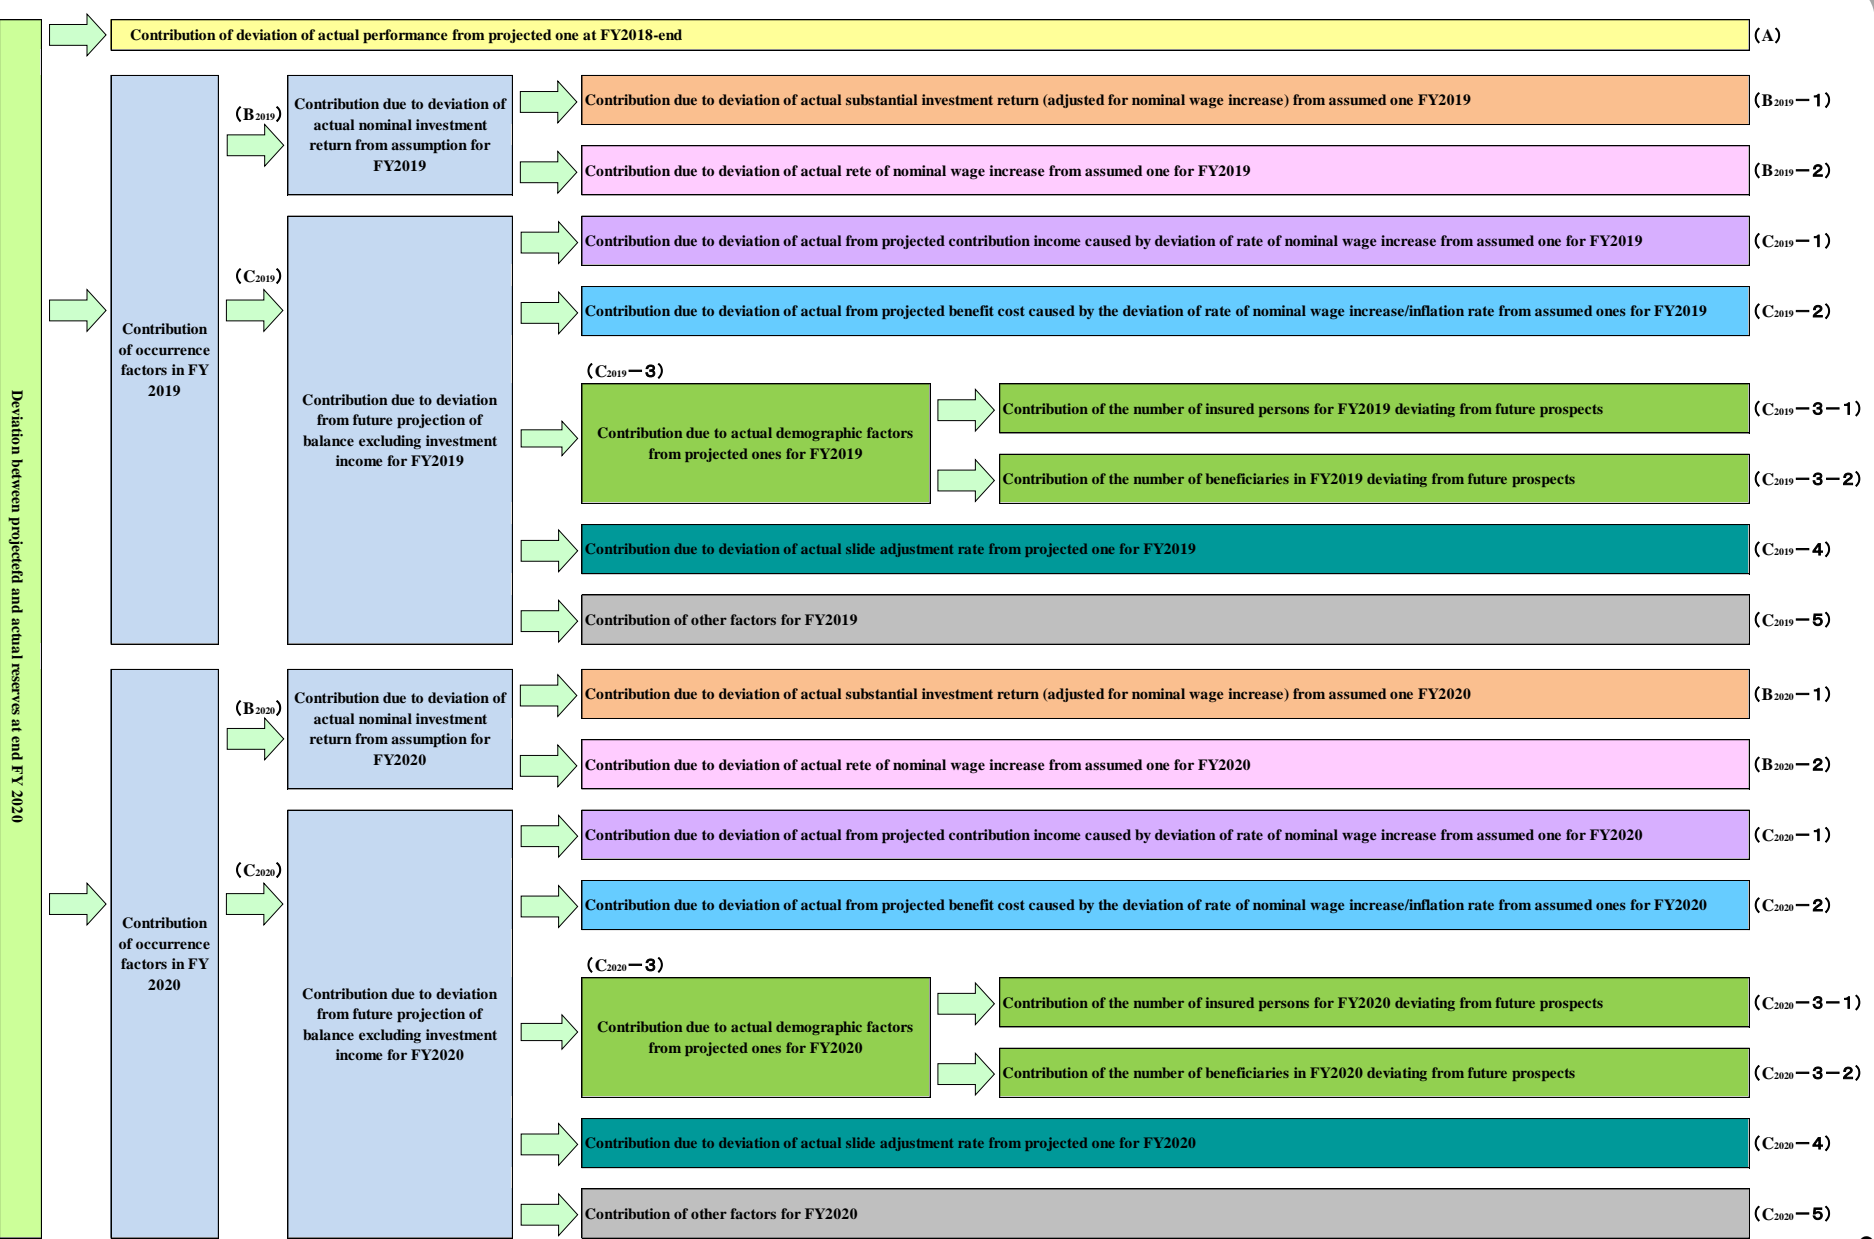 Deviation between projectefd and actual reserves at end FY 2020
Contribution of deviation of actual performance from projected one at FY2018-end
(A)
Contribution
of occurrence
factors in FY
2019
(B2019)
Contribution due to deviation of
actual nominal investment
return from assumption for
FY2019
Contribution due to deviation of actual substantial investment return (adjusted for nominal wage increase) from assumed one FY2019
(B2019－1)
Contribution due to deviation of actual rete of nominal wage increase from assumed one for FY2019
(B2019－2)
(C2019)
Contribution due to deviation
from future projection of
balance excluding investment
income for FY2019
Contribution due to deviation of actual from projected contribution income caused by deviation of rate of nominal wage increase from assumed one for FY2019
(C2019－1)
Contribution due to deviation of actual from projected benefit cost caused by the deviation of rate of nominal wage increase/inflation rate from assumed ones for FY2019
(C2019－2)
(C2019－3)
Contribution due to actual demographic factors
from projected ones for FY2019
Contribution of the number of insured persons for FY2019 deviating from future prospects
(C2019－3－1)
Contribution of the number of beneficiaries in FY2019 deviating from future prospects
(C2019－3－2)
Contribution due to deviation of actual slide adjustment rate from projected one for FY2019
(C2019－4)
Contribution of other factors for FY2019
(C2019－5)
Contribution
of occurrence
factors in FY
2020
(B2020)
Contribution due to deviation of
actual nominal investment
return from assumption for
FY2020
Contribution due to deviation of actual substantial investment return (adjusted for nominal wage increase) from assumed one FY2020
(B2020－1)
Contribution due to deviation of actual rete of nominal wage increase from assumed one for FY2020
(B2020－2)
(C2020)
Contribution due to deviation
from future projection of
balance excluding investment
income for FY2020
Contribution due to deviation of actual from projected contribution income caused by deviation of rate of nominal wage increase from assumed one for FY2020
(C2020－1)
Contribution due to deviation of actual from projected benefit cost caused by the deviation of rate of nominal wage increase/inflation rate from assumed ones for FY2020
(C2020－2)
(C2020－3)
Contribution due to actual demographic factors
from projected ones for FY2020
Contribution of the number of insured persons for FY2020 deviating from future prospects
(C2020－3－1)
Contribution of the number of beneficiaries in FY2020 deviating from future prospects
(C2020－3－2)
Contribution due to deviation of actual slide adjustment rate from projected one for FY2020
(C2020－4)
Contribution of other factors for FY2020
(C2020－5)